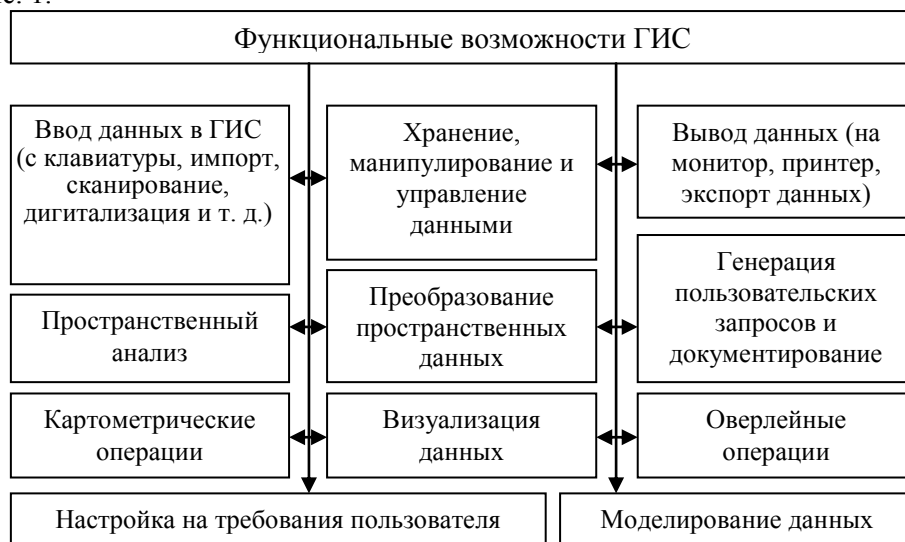 Функциональные возможности ГИС
Ввод данных в ГИС
(с клавиатуры, импорт,
сканирование,
дигитализация и т. д.)
Хранение,
манипулирование и
управление
данными
Вывод данных (на
монитор, принтер,
экспорт данных)
Пространственный
анализ
Преобразование
пространственных
данных
Генерация
пользовательских
запросов и
документирование
Картометрические
операции
Визуализация
данных
Оверлейные
операции
Настройка на требования пользователя
Моделирование данных